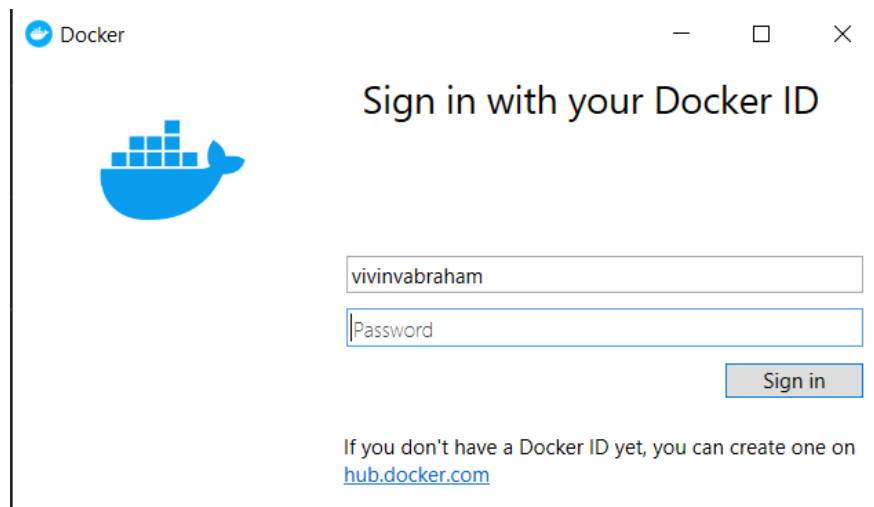 Docker
Sign in with your Docker ID
vivinvabraham
Password
Sign in
If you don't have a Docker ID yet, you can create one on
hub.docker.com